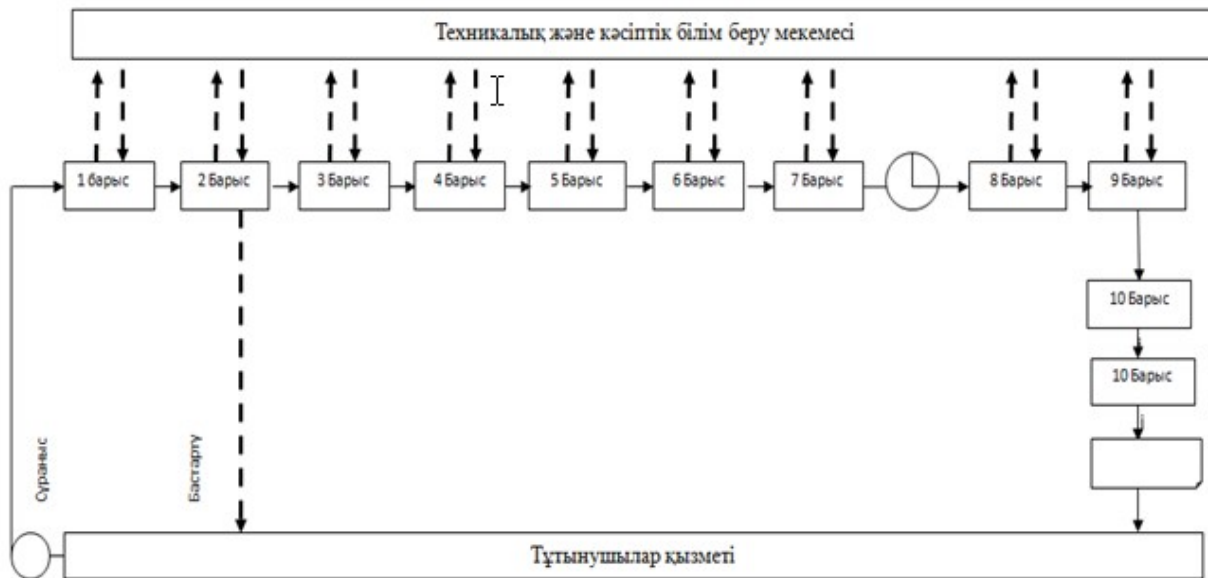 Техникалық және кәсіптік білім беру мекемесі
1 барыс
2 Барыс
3 Барыс
4 Барыс
5 Барыс
6 Барыс
7 Барыс
8 Барыс
9 Барыс
10 Барыс
10 Барыс
Сұраныс
Бастарту
Тұтынушылар қызметі